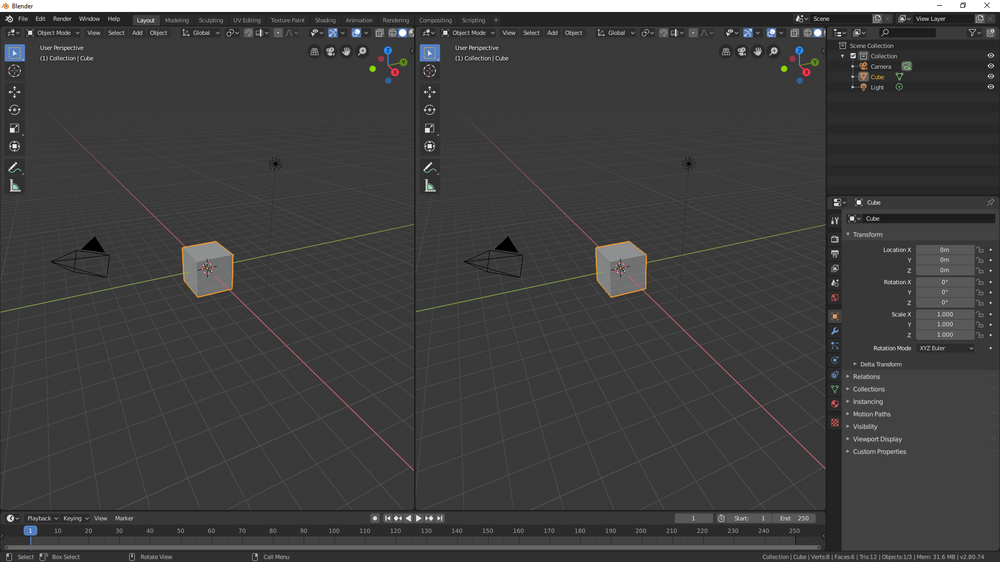 Blender
File Edit Render Window Help Layout Modeling Sculpting UV Editing Texture Paint Shading Animation Rendering Compositing Scripting + Scene View Layer
Object Mode View Select Add Object Global Object Mode View Select Add Object Global
User Perspective
(1) Collection | Cube
Z
Y
X
User Perspective
(1) Collection | Cube
Z
Y
X
Scene Collection
Collection
Camera
Cube
Light
Cube
Cube
Transform
Location X 0m
Y 0m
Z 0m
Rotation X 0°
Y 0°
Z 0°
Scale X 1.000
Y 1.000
Z 1.000
Rotation Mode XYZ Euler
Delta Transform
Relations
Collections
Instancing
Motion Paths
Visibility
Viewport Display
Custom Properties
Playback Keying View Marker 1 Start: 1 End: 250
1 10 20 30 40 50 60 70 80 90 100 110 120 130 140 150 160 170 180 190 200 210 220 230 240 250
Select Box Select Rotate View Call Menu Collection | Cube | Verts:8 | Faces:6 | Tris:12 | Objects:1/3 | Mem: 31.6 MB | v2.80.74